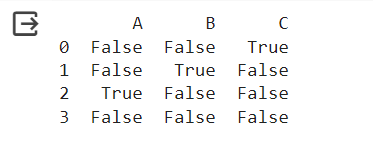 A B C
0 False False True
1 False True False
2 True False False
3 False False False